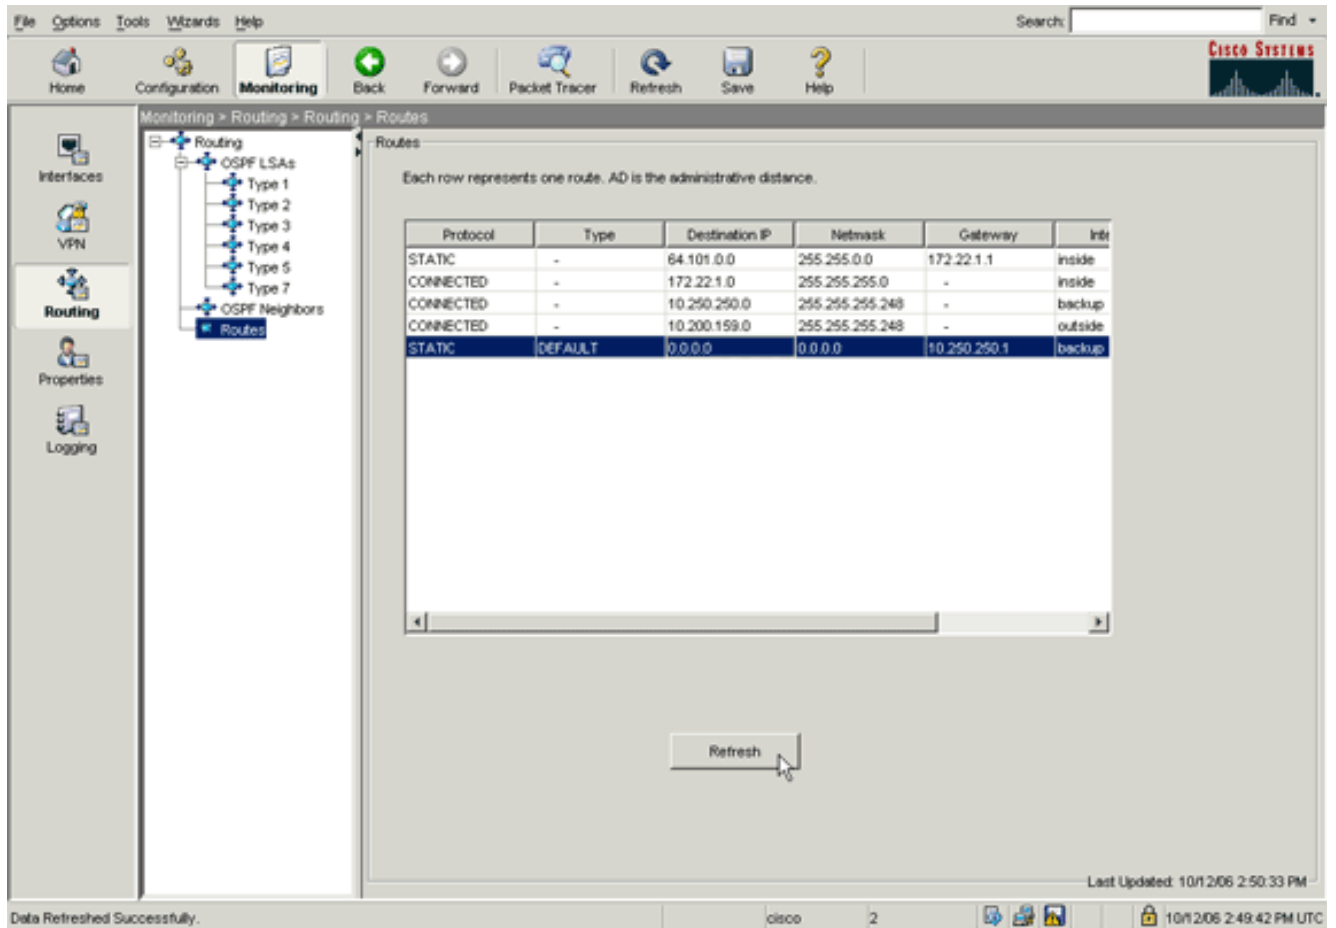 File Options Tools Wizards Help Search: Find
Home Configuration Monitoring Back Forward Packet Tracer Refresh Save Help
CISCO SYSTEMS
Monitoring > Routing > Routing > Routes
Interfaces
VPN
Routing
Properties
Logging
Routing
OSPF LSAs
Type 1
Type 2
Type 3
Type 4
Type 5
Type 7
OSPF Neighbors
Routes
Routes
Each row represents one route. AD is the administrative distance.
Protocol Type Destination IP Netmask Gateway Inte
STATIC - 64.101.0.0 255.255.0.0 172.22.1.1 inside
CONNECTED - 172.22.1.0 255.255.255.0 - inside
CONNECTED - 10.250.250.0 255.255.255.248 - backup
CONNECTED - 10.200.159.0 255.255.255.248 - outside
STATIC DEFAULT 0.0.0.0 0.0.0.0 10.250.250.1 backup
Refresh
Last Updated: 10/12/06 2:50:33 PM
Data Refreshed Successfully. cisco 2 10/12/06 2:49:42 PM UTC